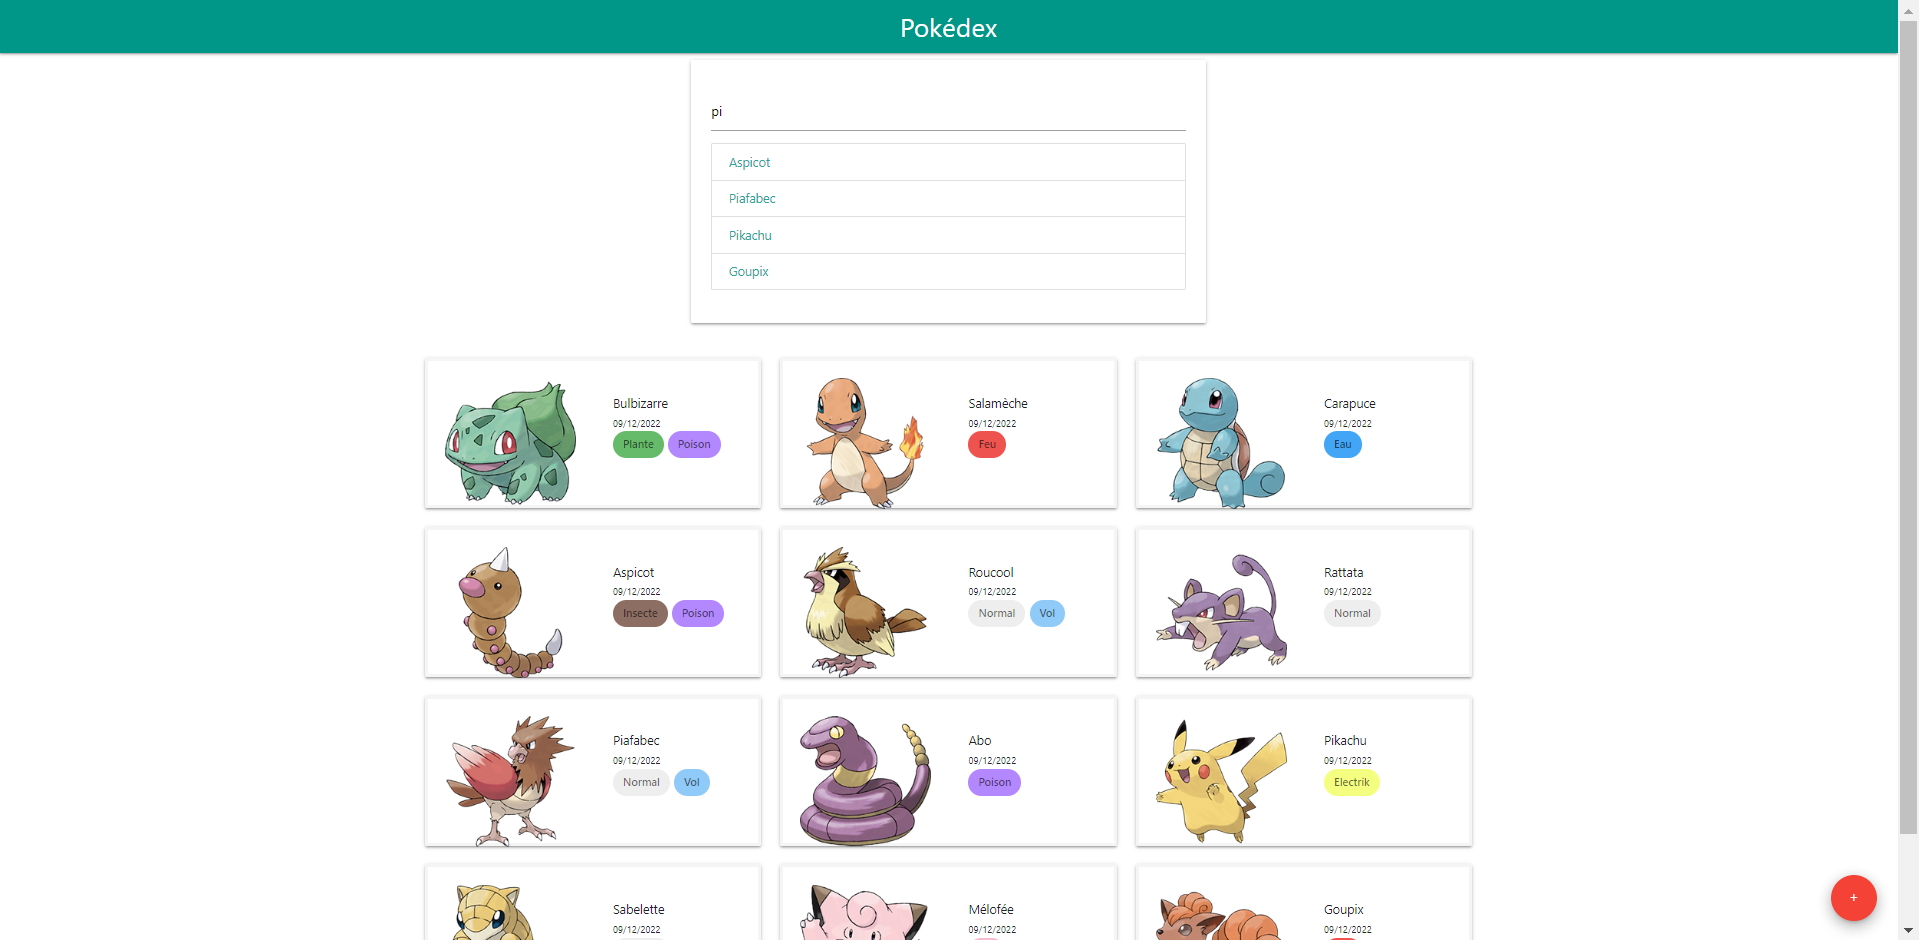 Pokédex
pi
Aspicot
Piafabec
Pikachu
Goupix
Bulbizarre
09/12/2022
Plante Poison
Salamèche
09/12/2022
Feu
Carapuce
09/12/2022
Eau
Aspicot
09/12/2022
Insecte Poison
Roucool
09/12/2022
Normal Vol
Rattata
09/12/2022
Normal
Piafabec
09/12/2022
Normal Vol
Abo
09/12/2022
Poison
Pikachu
09/12/2022
Electrik
Sabelette
09/12/2022
Mélofée
09/12/2022
Goupix
09/12/2022
+